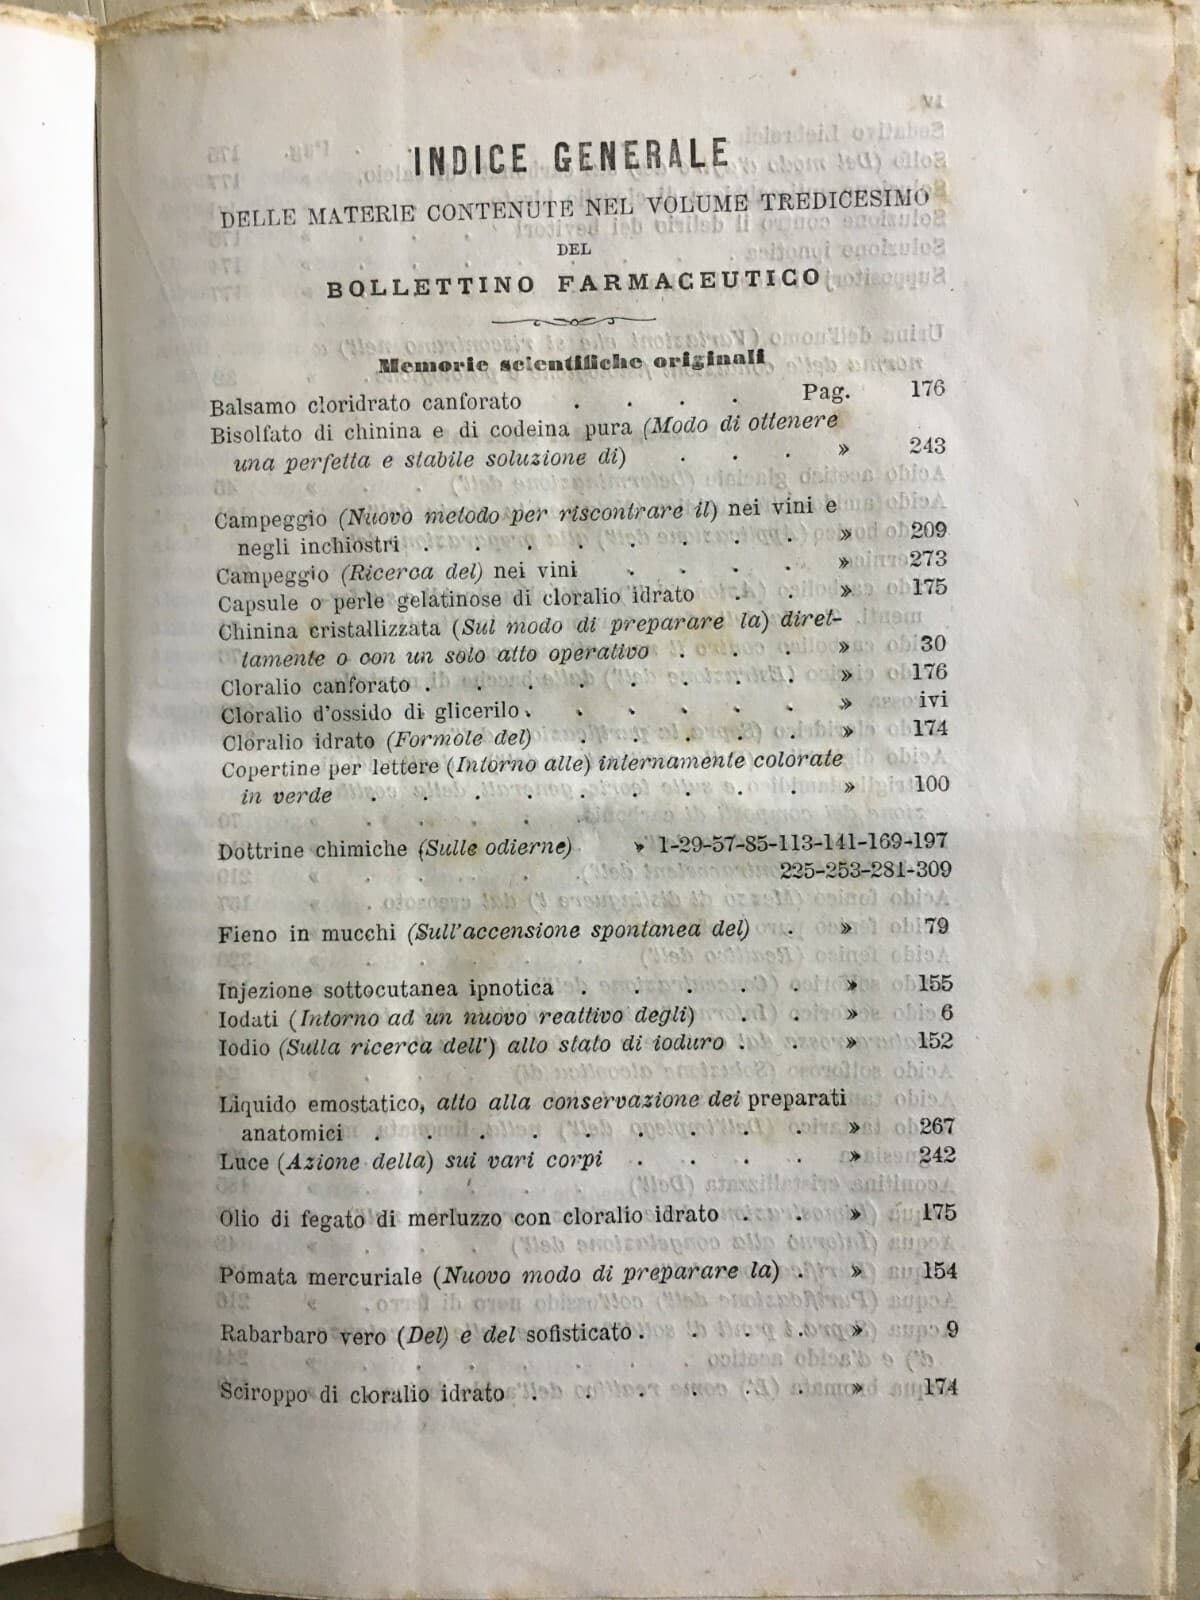 INDICE GENERALE
DELLE MATERIE CONTENUTE NEL VOLUME TREDICESIMO
DEL
BOLLETTINO FARMACEUTICO
Memorie scientifiche originali
Balsamo cloridrato canforato . . . . Pag. 176
Bisolfato di chinina e di codeina pura (Modo di ottenere
una perfetta e stabile soluzione di) . . . » 243
Campeggio (Nuovo metodo per riscontrare il) nei vini e
negli inchiostri . . . . . . . . » 209
Campeggio (Ricerca del) nei vini . . . . » 273
Capsule o perle gelatinose di cloralio idrato . . » 175
Chinina cristallizzata (Sul modo di preparare la) diret-
tamente o con un solo atto operativo . . . » 30
Cloralio canforato . . . . . . . . » 176
Cloralio d'ossido di glicerilo . . . . . . » ivi
Cloralio idrato (Formole del) . . . . . » 174
Copertine per lettere (Intorno alle) internamente colorate
in verde . . . . . . . . . » 100
Dottrine chimiche (Sulle odierne) » 1-29-57-85-113-141-169-197
225-253-281-309
Fieno in mucchi (Sull'accensione spontanea del) . » 79
Injezione sottocutanea ipnotica . . . . . » 155
Iodati (Intorno ad un nuovo reattivo degli) . . » 6
Iodio (Sulla ricerca dell') allo stato di ioduro . . » 152
Liquido emostatico, atto alla conservazione dei preparati
anatomici . . . . . . . . . » 267
Luce (Azione della) sui vari corpi . . . . » 242
Olio di fegato di merluzzo con cloralio idrato . . » 175
Pomata mercuriale (Nuovo modo di preparare la) . » 154
Rabarbaro vero (Del) e del sofisticato . . . . » 9
Sciroppo di cloralio idrato . . . . . . » 174